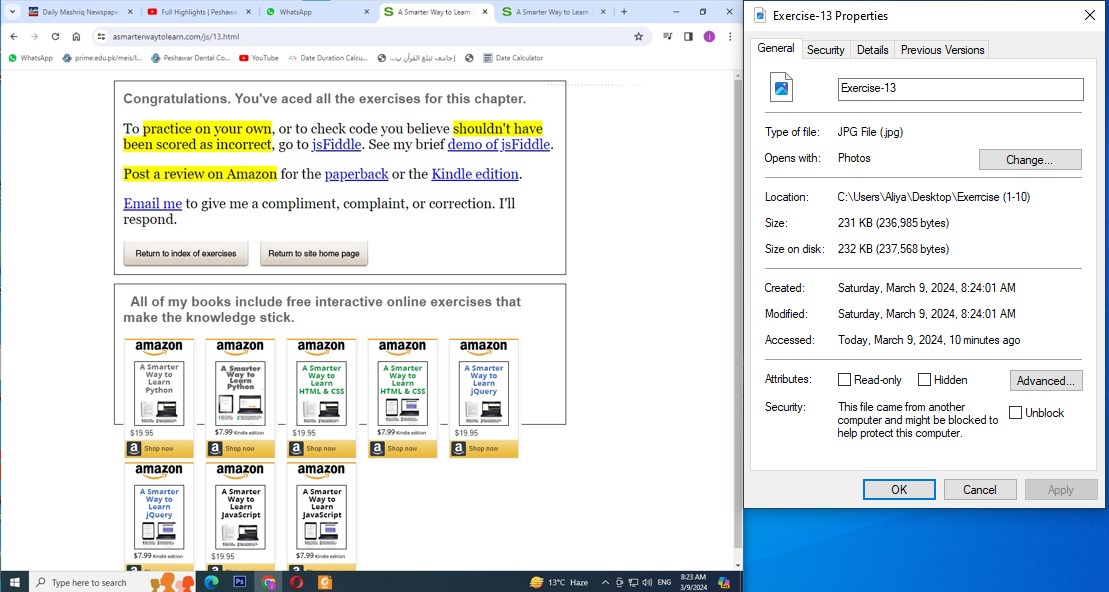 Daily Mashriq Newspape
Full Highlights | Peshawa
WhatsApp
A Smarter Way to Learn
A Smarter Way to Learn
asmarterwaytolearn.com/js/13.html
WhatsApp
prime.edu.pk/meis/l...
Peshawar Dental Co...
YouTube
Date Duration Calcu...
جامعہ تبلغ القرآن پ... |
Date Calculator
Congratulations. You've aced all the exercises for this chapter.
To practice on your own, or to check code you believe shouldn't have
been scored as incorrect, go to jsFiddle. See my brief demo of jsFiddle.
Post a review on Amazon for the paperback or the Kindle edition.
Email me to give me a compliment, complaint, or correction. I'll
respond.
Return to index of exercises
Return to site home page
All of my books include free interactive online exercises that
make the knowledge stick.
amazon
A Smarter
Way to
Learn
Python
$19.95
Shop now
amazon
A Smarter
Way to
Learn Python
$7.99 Kindle edition
Shop now
amazon
A Smarter
Way to
Learn
HTML & CSS
$19.95
Shop now
amazon
A Smarter
Way to
Learn
HTML & CSS
$7.99 Kindle edition
Shop now
amazon
A Smarter
Way to
Learn
jQuery
$19.95
Shop now
amazon
A Smarter
Way to
Learn
jQuery
$7.99 Kindle edition
amazon
A Smarter
Way to
Learn
JavaScript
$19.95
amazon
A Smarter
Way to
Learn
JavaScript
$7.99 Kindle edition
Type here to search
Ps
13°C Haze
ENG
8:23 AM
3/9/2024
Exercise-13 Properties
General
Security
Details
Previous Versions
Exercise-13
Type of file: JPG File (.jpg)
Opens with: Photos
Change...
Location: C:\Users\Aliya\Desktop\Exerrcise (1-10)
Size: 231 KB (236,985 bytes)
Size on disk: 232 KB (237,568 bytes)
Created: Saturday, March 9, 2024, 8:24:01 AM
Modified: Saturday, March 9, 2024, 8:24:01 AM
Accessed: Today, March 9, 2024, 10 minutes ago
Attributes: Read-only Hidden Advanced...
Security: This file came from another
computer and might be blocked to
help protect this computer.
Unblock
OK
Cancel
Apply